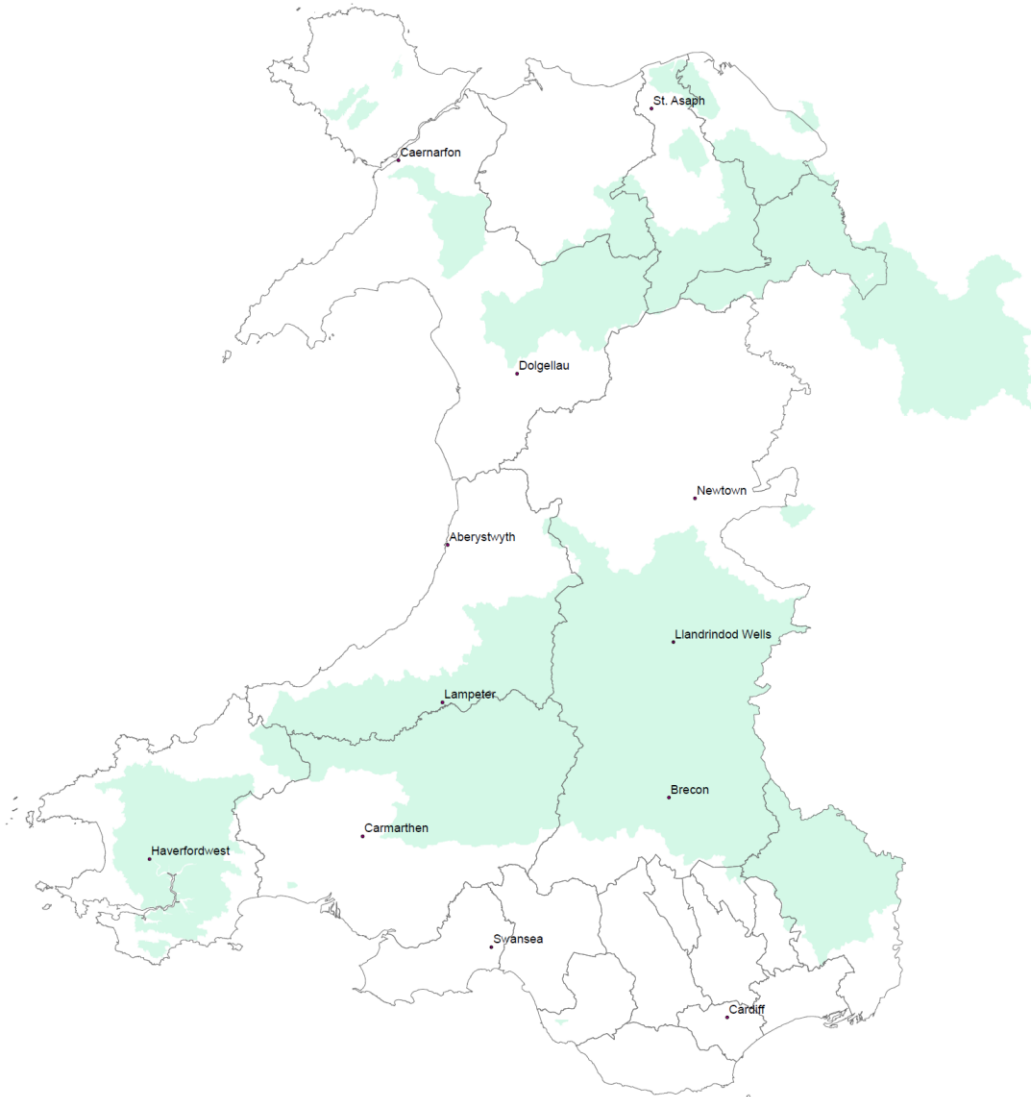 St. Asaph
Caernarfon
Dolgellau
Newtown
Aberystwyth
Llandrindod Wells
Lampeter
Brecon
Carmarthen
Haverfordwest
Swansea
Cardiff